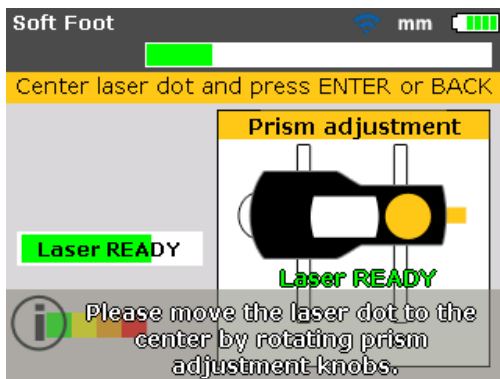 Soft Foot mm
Center laser dot and press ENTER or BACK
Prism adjustment
Laser READY
Laser READY
Please move the laser dot to the
center by rotating prism
adjustment knobs.